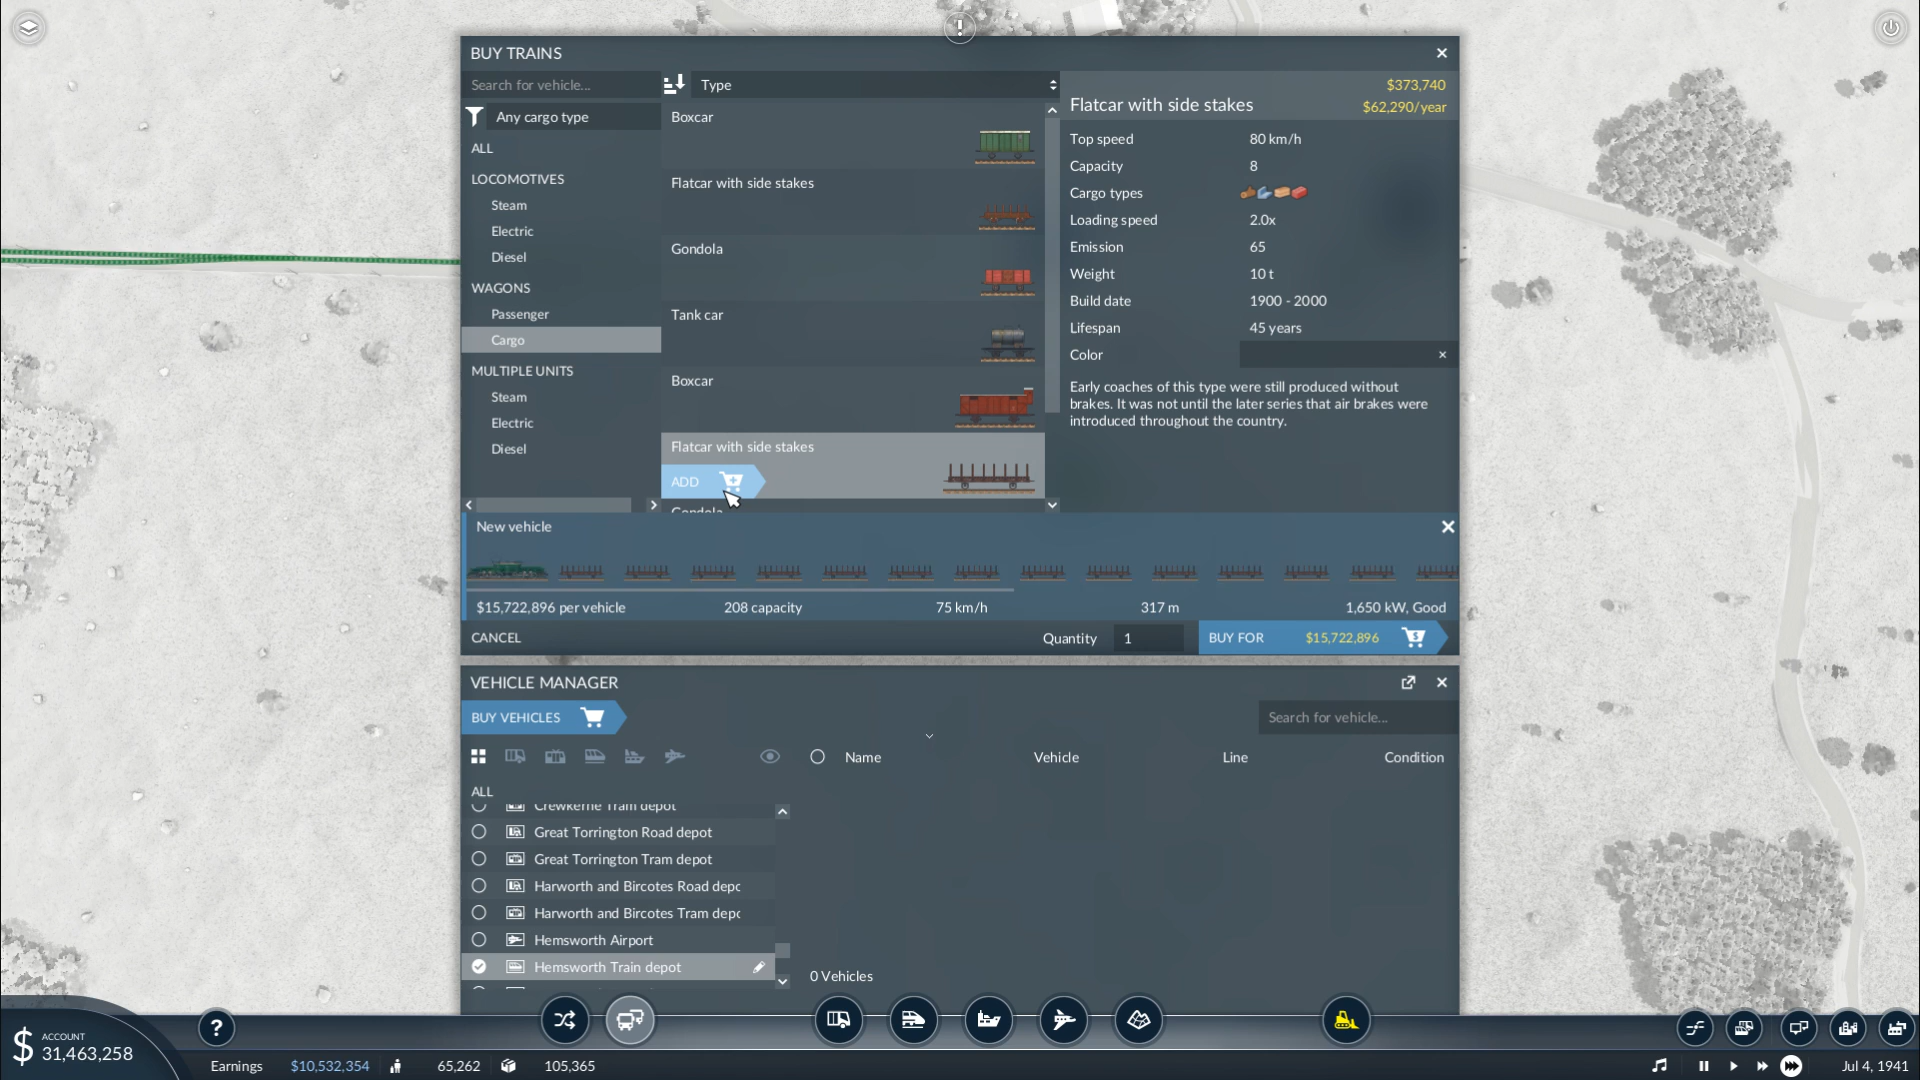 BUY TRAINS
Search for vehicle...
Type
Any cargo type
ALL
LOCOMOTIVES
Steam
Electric
Diesel
WAGONS
Passenger
Cargo
MULTIPLE UNITS
Steam
Electric
Diesel
Boxcar
Flatcar with side stakes
Gondola
Tank car
Boxcar
Flatcar with side stakes
ADD
Gondola
$373,740
Flatcar with side stakes
$62,290/year
Top speed 80 km/h
Capacity 8
Cargo types
Loading speed 2.0x
Emission 65
Weight 10 t
Build date 1900 - 2000
Lifespan 45 years
Color
Early coaches of this type were still produced without
brakes. It was not until the later series that air brakes were
introduced throughout the country.
New vehicle
$15,722,896 per vehicle 208 capacity 75 km/h 317 m 1,650 kW, Good
CANCEL Quantity 1 BUY FOR $15,722,896
VEHICLE MANAGER
BUY VEHICLES Search for vehicle...
Name Vehicle Line Condition
ALL
Crewkerne Tram depot
Great Torrington Road depot
Great Torrington Tram depot
Harworth and Bircotes Road depo
Harworth and Bircotes Tram depo
Hemsworth Airport
Hemsworth Train depot
0 Vehicles
$ ACCOUNT
31,463,258
?
Earnings $10,532,354 65,262 105,365
Jul 4, 1941